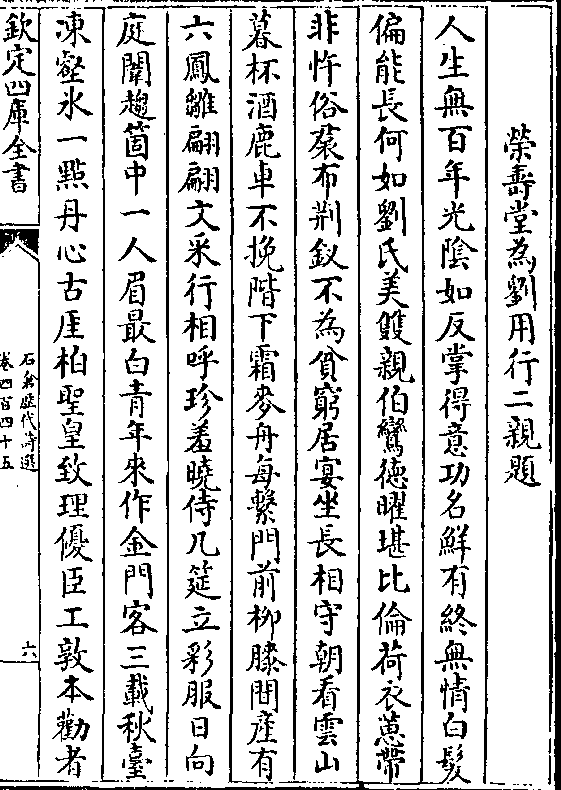 榮壽堂為劉用行二親題
人生無百年光陰如反掌得意功名鮮有終無情白髮
偏能長何如劉氏美雙親伯鸞德曜堪比倫荷衣蕙帶
非忤俗裠布荆釵不為貧窮居宴坐長相守朝看雲山
暮杯酒鹿車不挽階下霜麥舟每繫門前柳膝間產有
六鳳雛翩翩文采行相呼珍羞曉侍几筵立彩服日向
庭闈趨箇中一人眉最白青年來作金門客三載秋臺
凍壑氷一點丹心古厓柏聖皇致理優臣工敦本勸者
欽定四庫全書
石倉歷代詩選
卷四百四十五
六